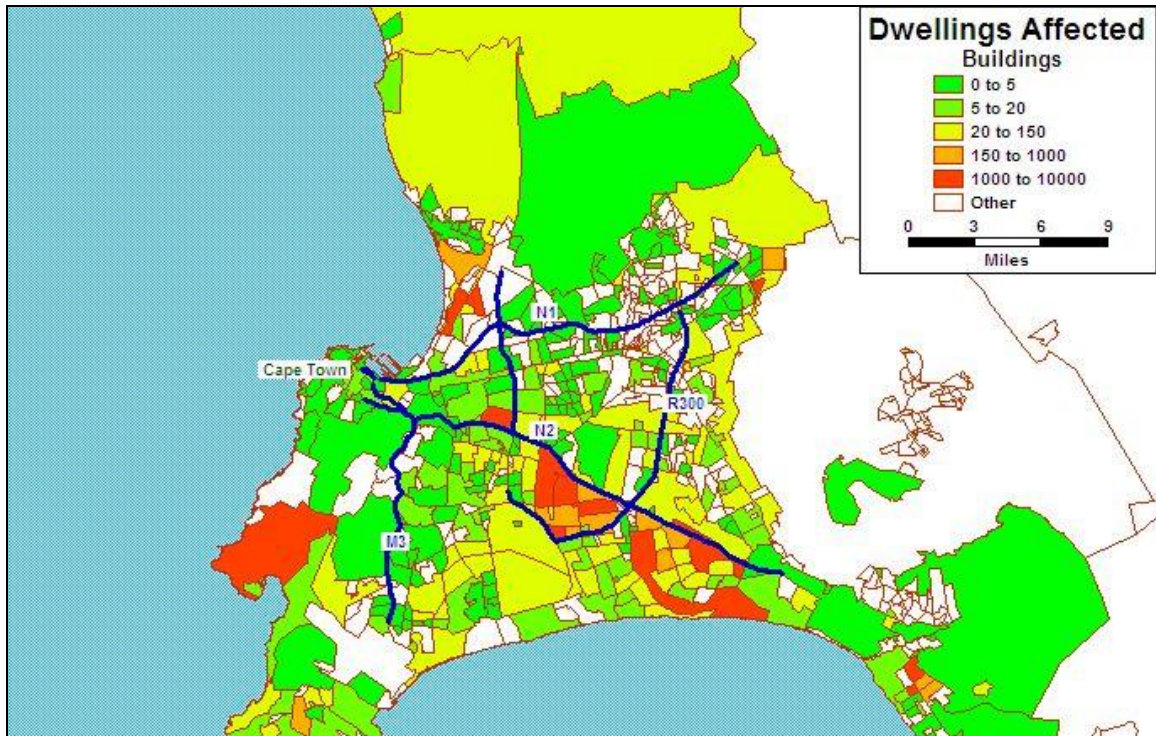 Dwellings Affected
Buildings
0 to 5
5 to 20
20 to 150
150 to 1000
1000 to 10000
Other
0 3 6 9
Miles
N1
Cape Town
R300
N2
M3